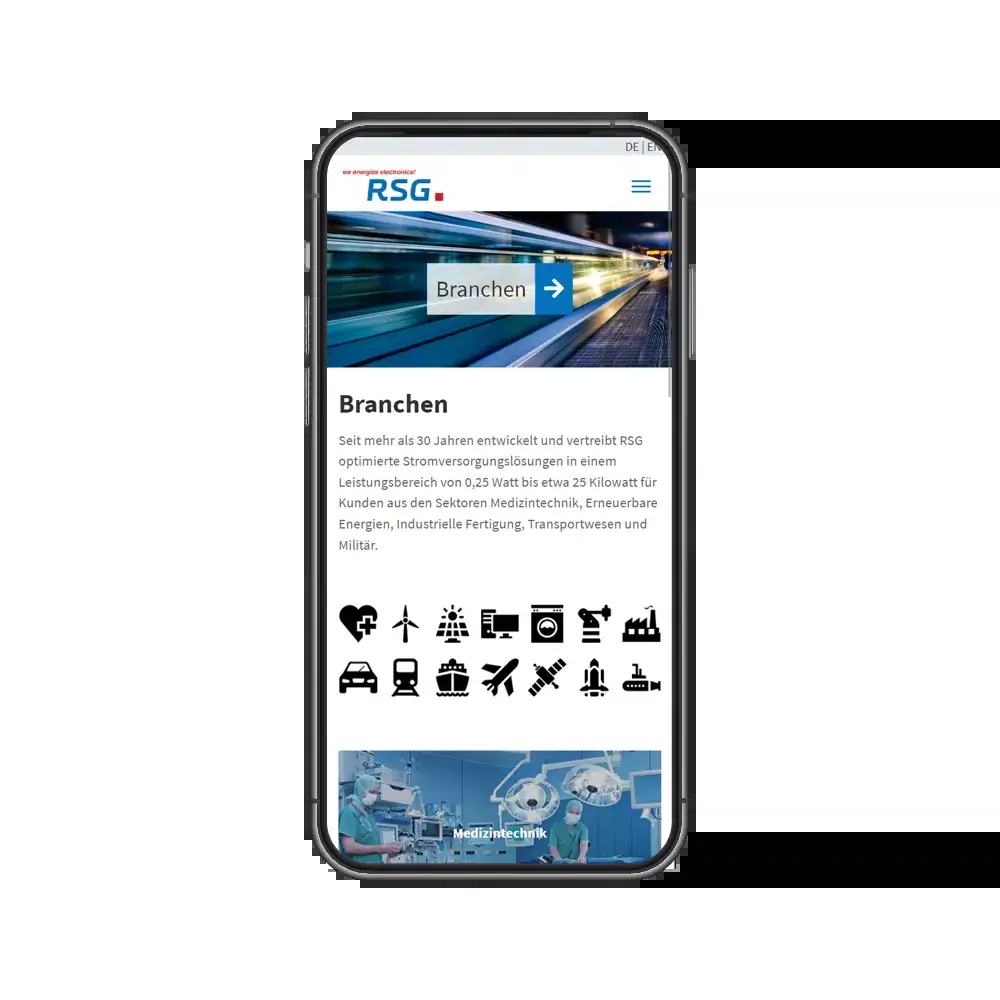 DE | EN
we energize electronics!
RSG.
Branchen
Branchen
Seit mehr als 30 Jahren entwickelt und vertreibt RSG
optimierte Stromversorgungslösungen in einem
Leistungsbereich von 0,25 Watt bis etwa 25 Kilowatt für
Kunden aus den Sektoren Medizintechnik, Erneuerbare
Energien, Industrielle Fertigung, Transportwesen und
Militär.
Medizintechnik